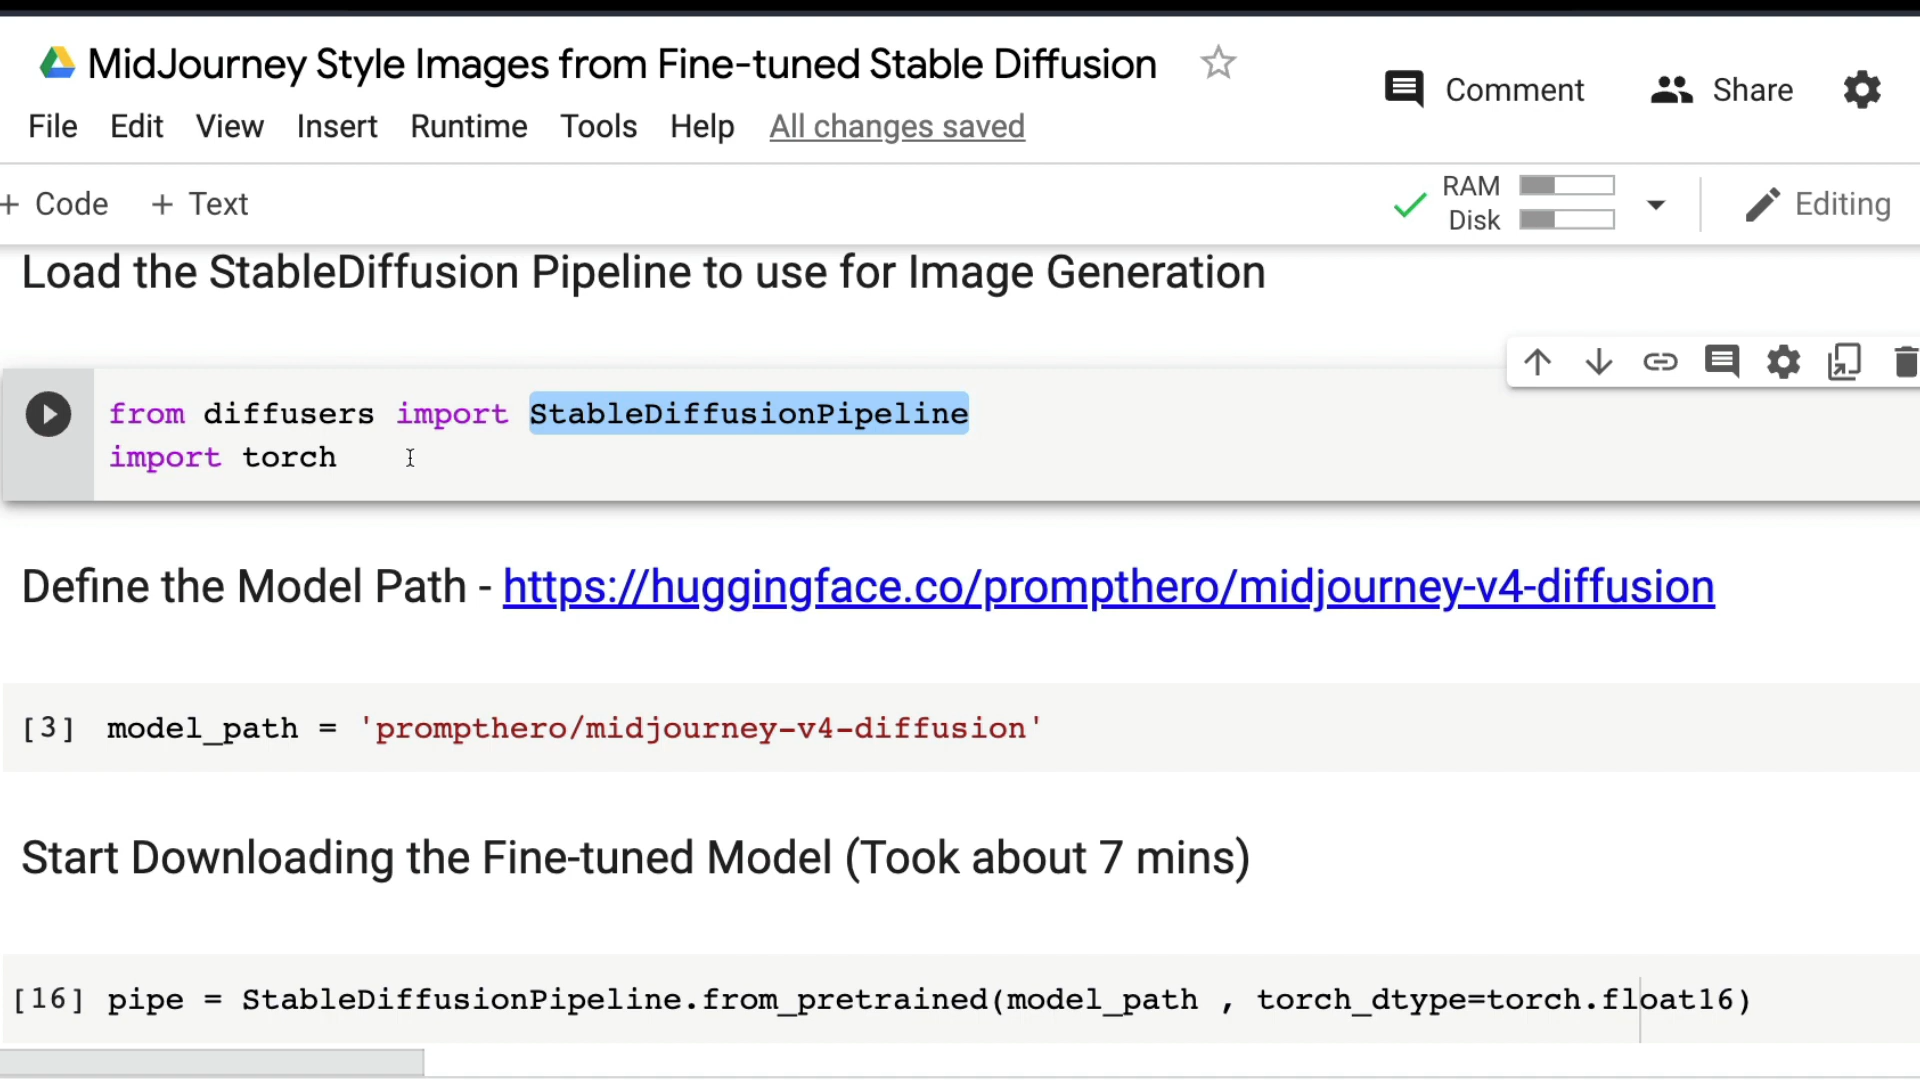 MidJourney Style Images from Fine-tuned Stable Diffusion
Comment Share
File Edit View Insert Runtime Tools Help All changes saved
+ Code + Text
RAM
Disk
Editing
Load the StableDiffusion Pipeline to use for Image Generation
from diffusers import StableDiffusionPipeline
import torch
Define the Model Path - https://huggingface.co/prompthero/midjourney-v4-diffusion
[3] model_path = 'prompthero/midjourney-v4-diffusion'
Start Downloading the Fine-tuned Model (Took about 7 mins)
[16] pipe = StableDiffusionPipeline.from_pretrained(model_path , torch_dtype=torch.float16)